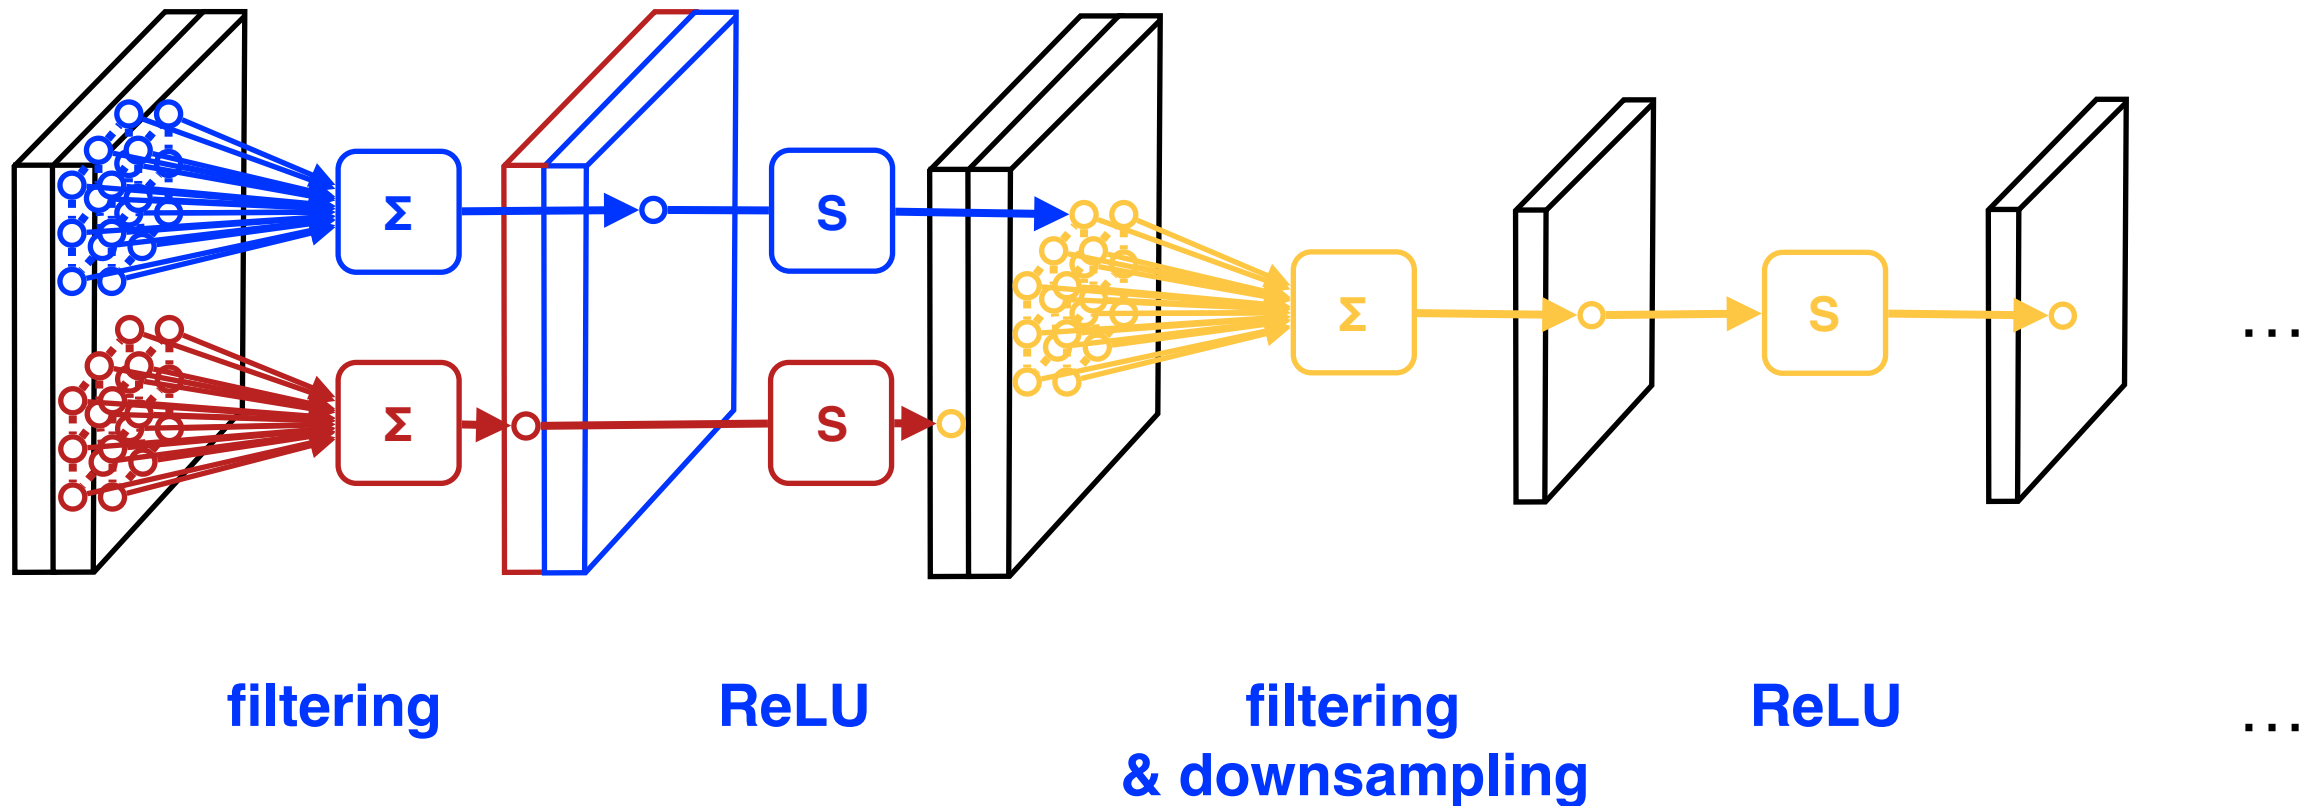 Σ
S
Σ
S
Σ
S
...
filtering
ReLU
filtering
& downsampling
ReLU
...